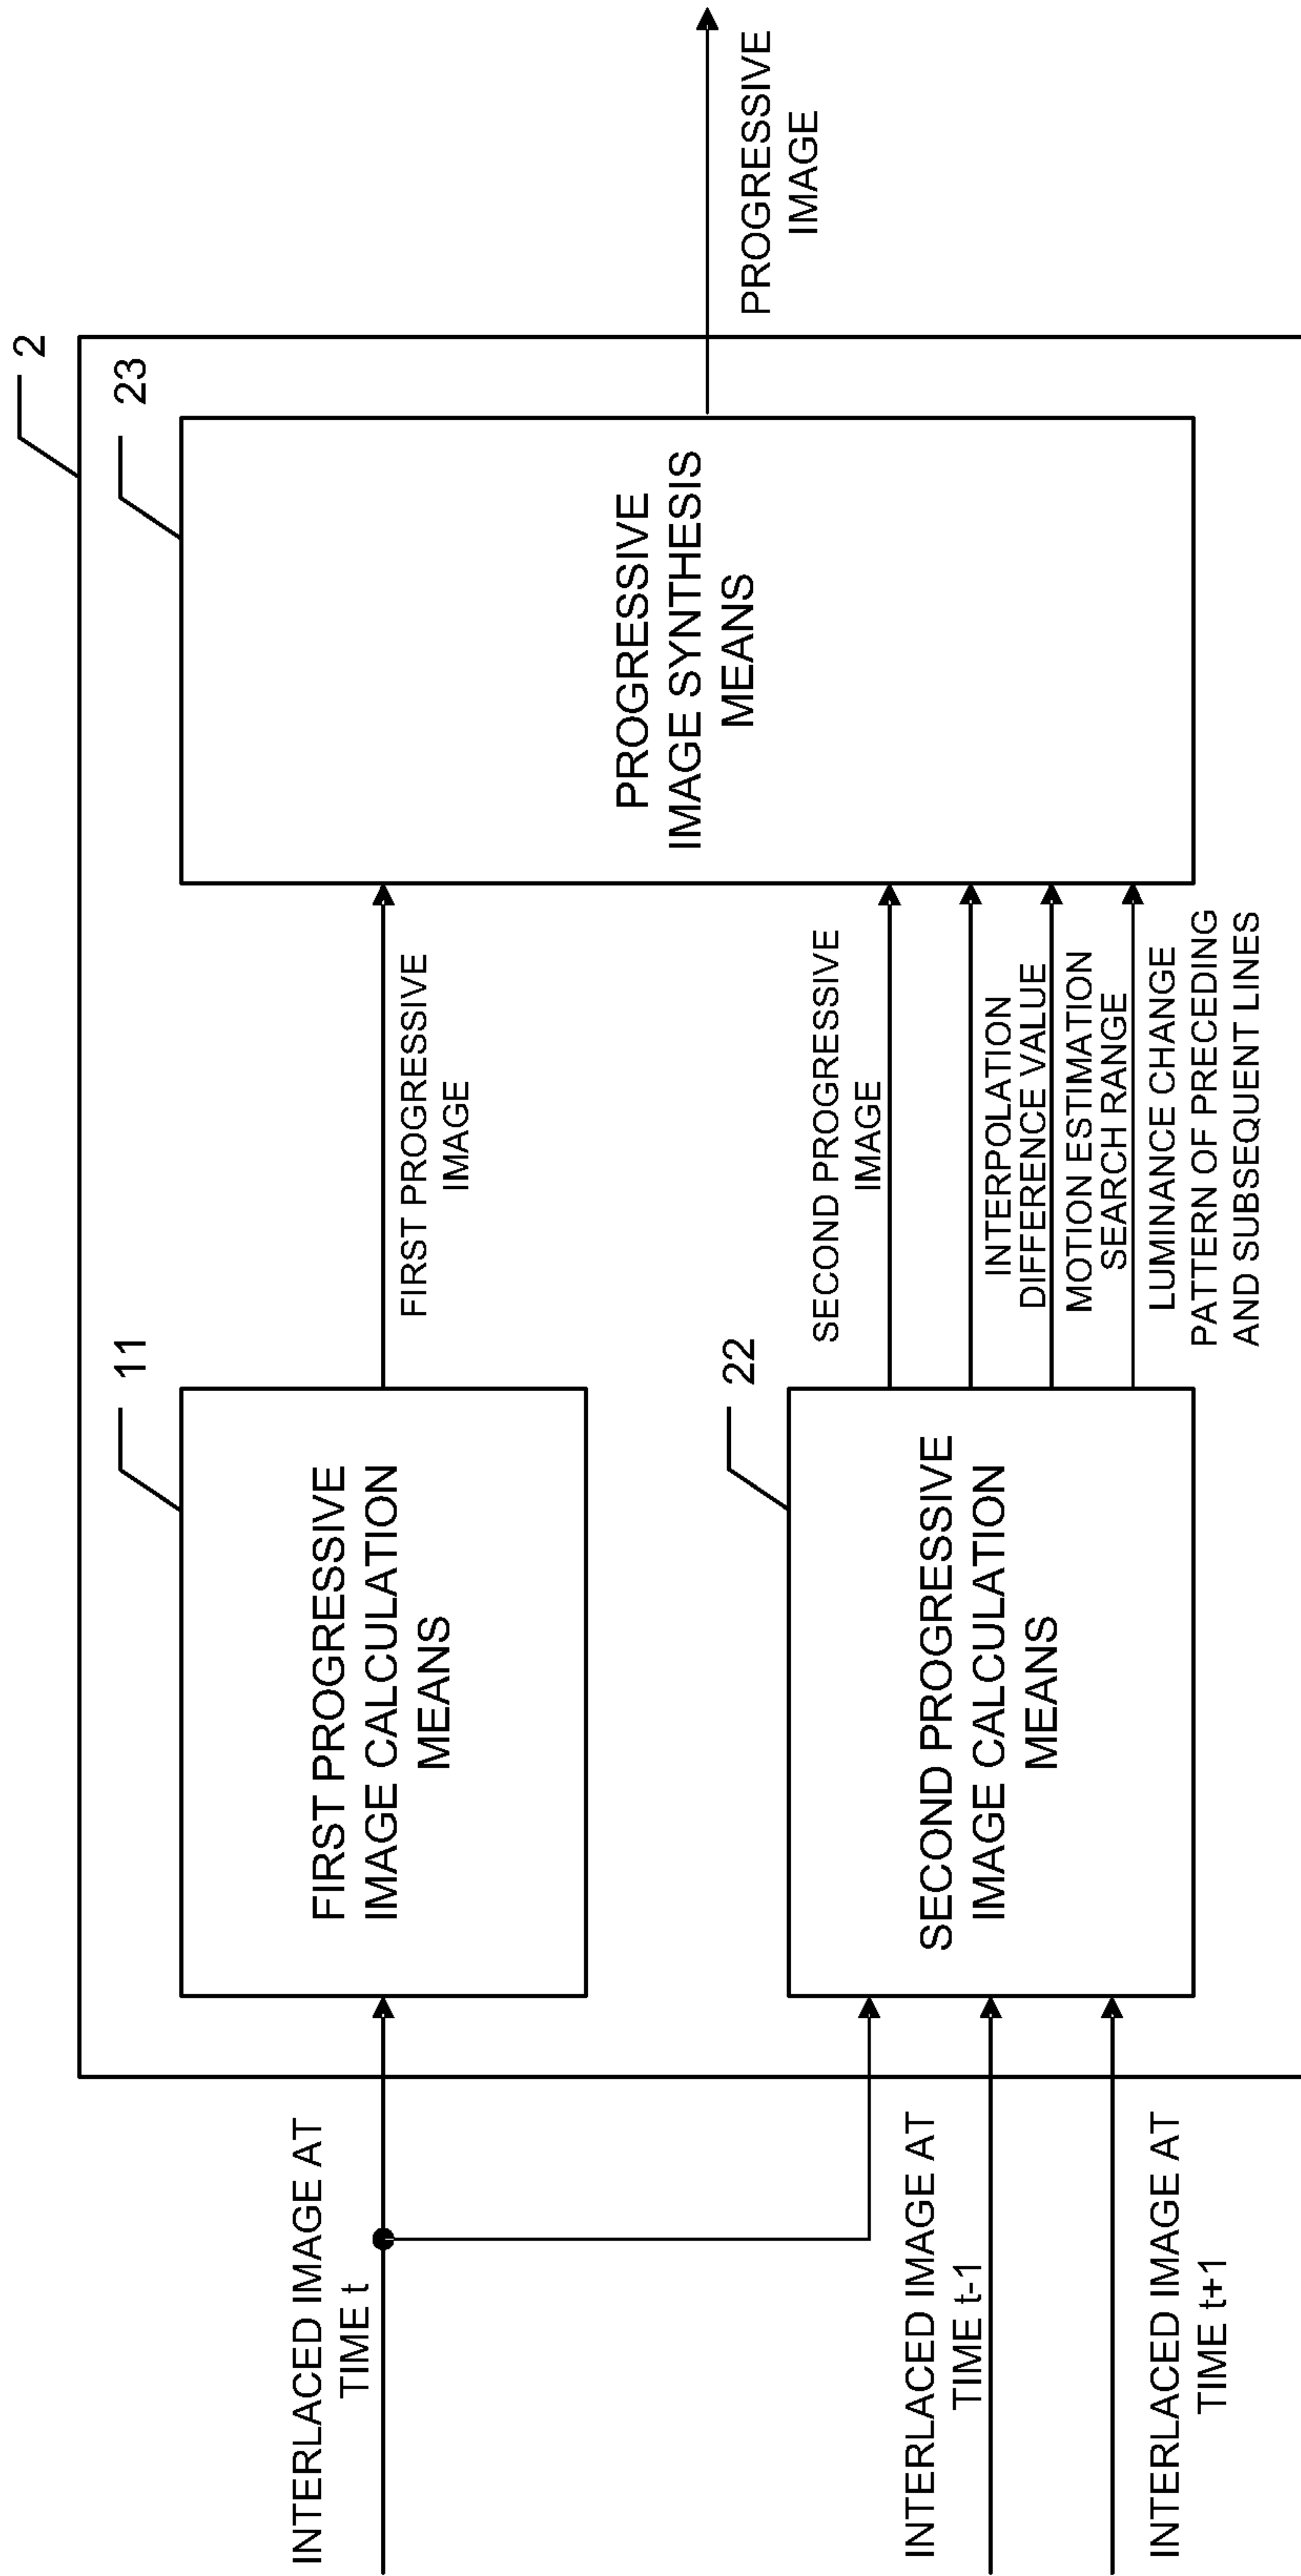 2
23
11
22
INTERLACED IMAGE AT
TIME t
FIRST PROGRESSIVE
IMAGE CALCULATION
MEANS
FIRST PROGRESSIVE
IMAGE
PROGRESSIVE
IMAGE SYNTHESIS
MEANS
PROGRESSIVE
IMAGE
INTERLACED IMAGE AT
TIME t-1
INTERLACED IMAGE AT
TIME t+1
SECOND PROGRESSIVE
IMAGE CALCULATION
MEANS
SECOND PROGRESSIVE
IMAGE
INTERPOLATION
DIFFERENCE VALUE
MOTION ESTIMATION
SEARCH RANGE
LUMINANCE CHANGE
PATTERN OF PRECEDING
AND SUBSEQUENT LINES